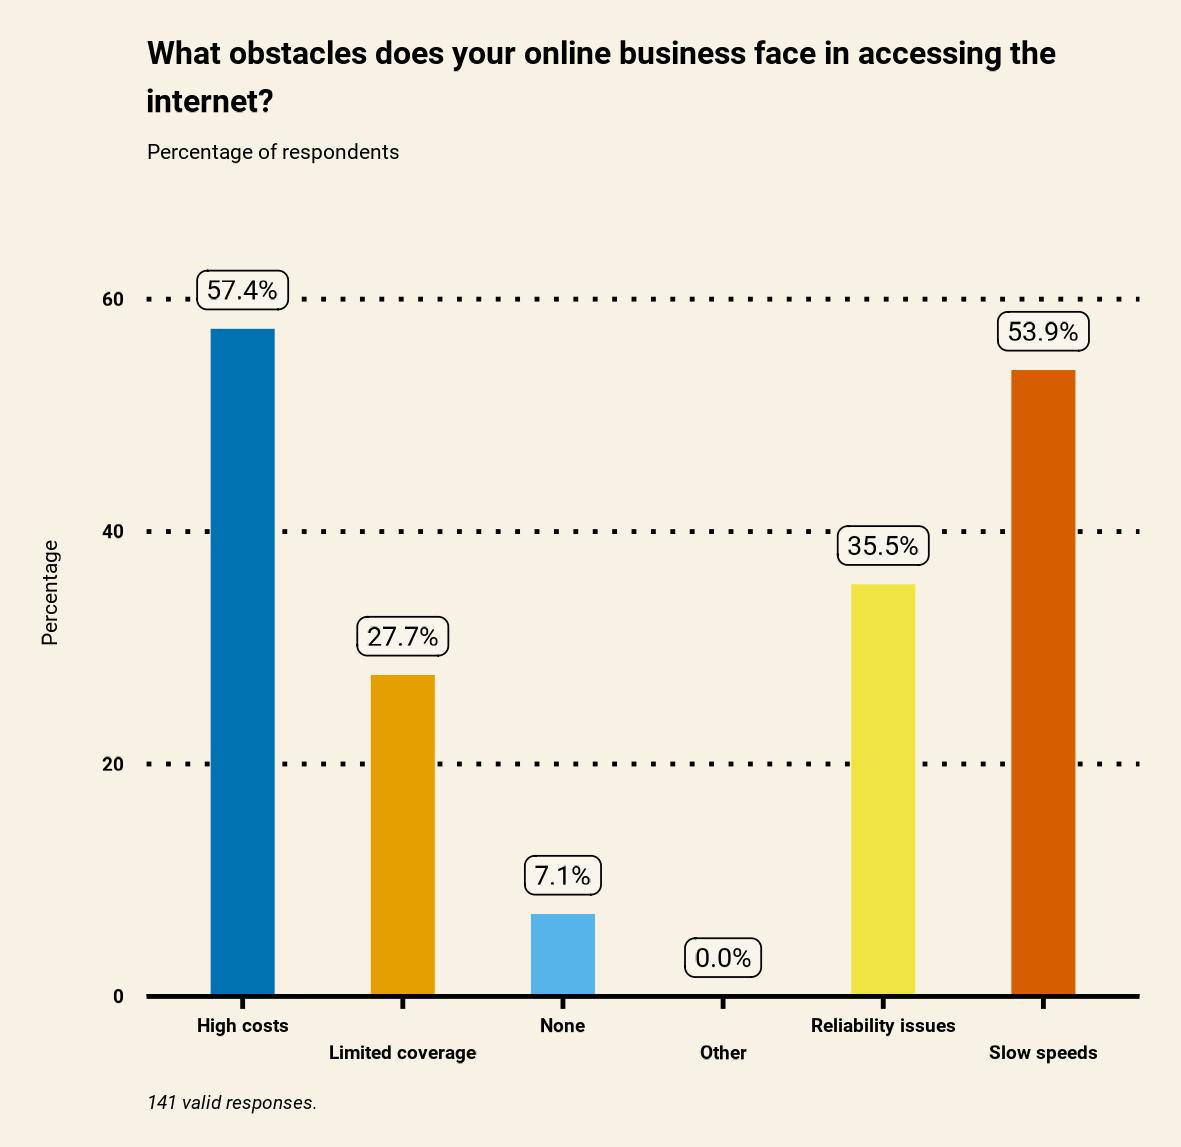 What obstacles does your online business face in accessing the
internet?
Percentage of respondents
60
40
20
0
Percentage
57.4%
27.7%
7.1%
0.0%
35.5%
53.9%
High costs
Limited coverage
None
Other
Reliability issues
Slow speeds
141 valid responses.